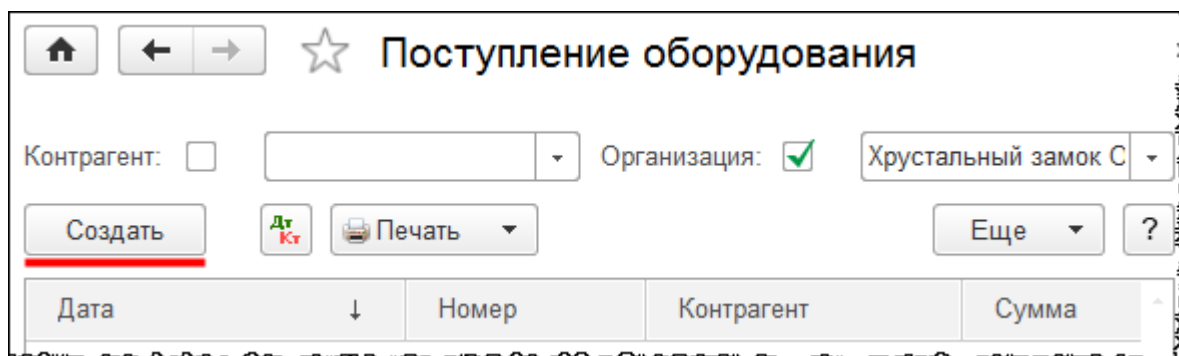 Поступление оборудования
Контрагент: Организация: Хрустальный замок О
Создать Дт Кт Печать Еще ?
Дата ↓ Номер Контрагент Сумма